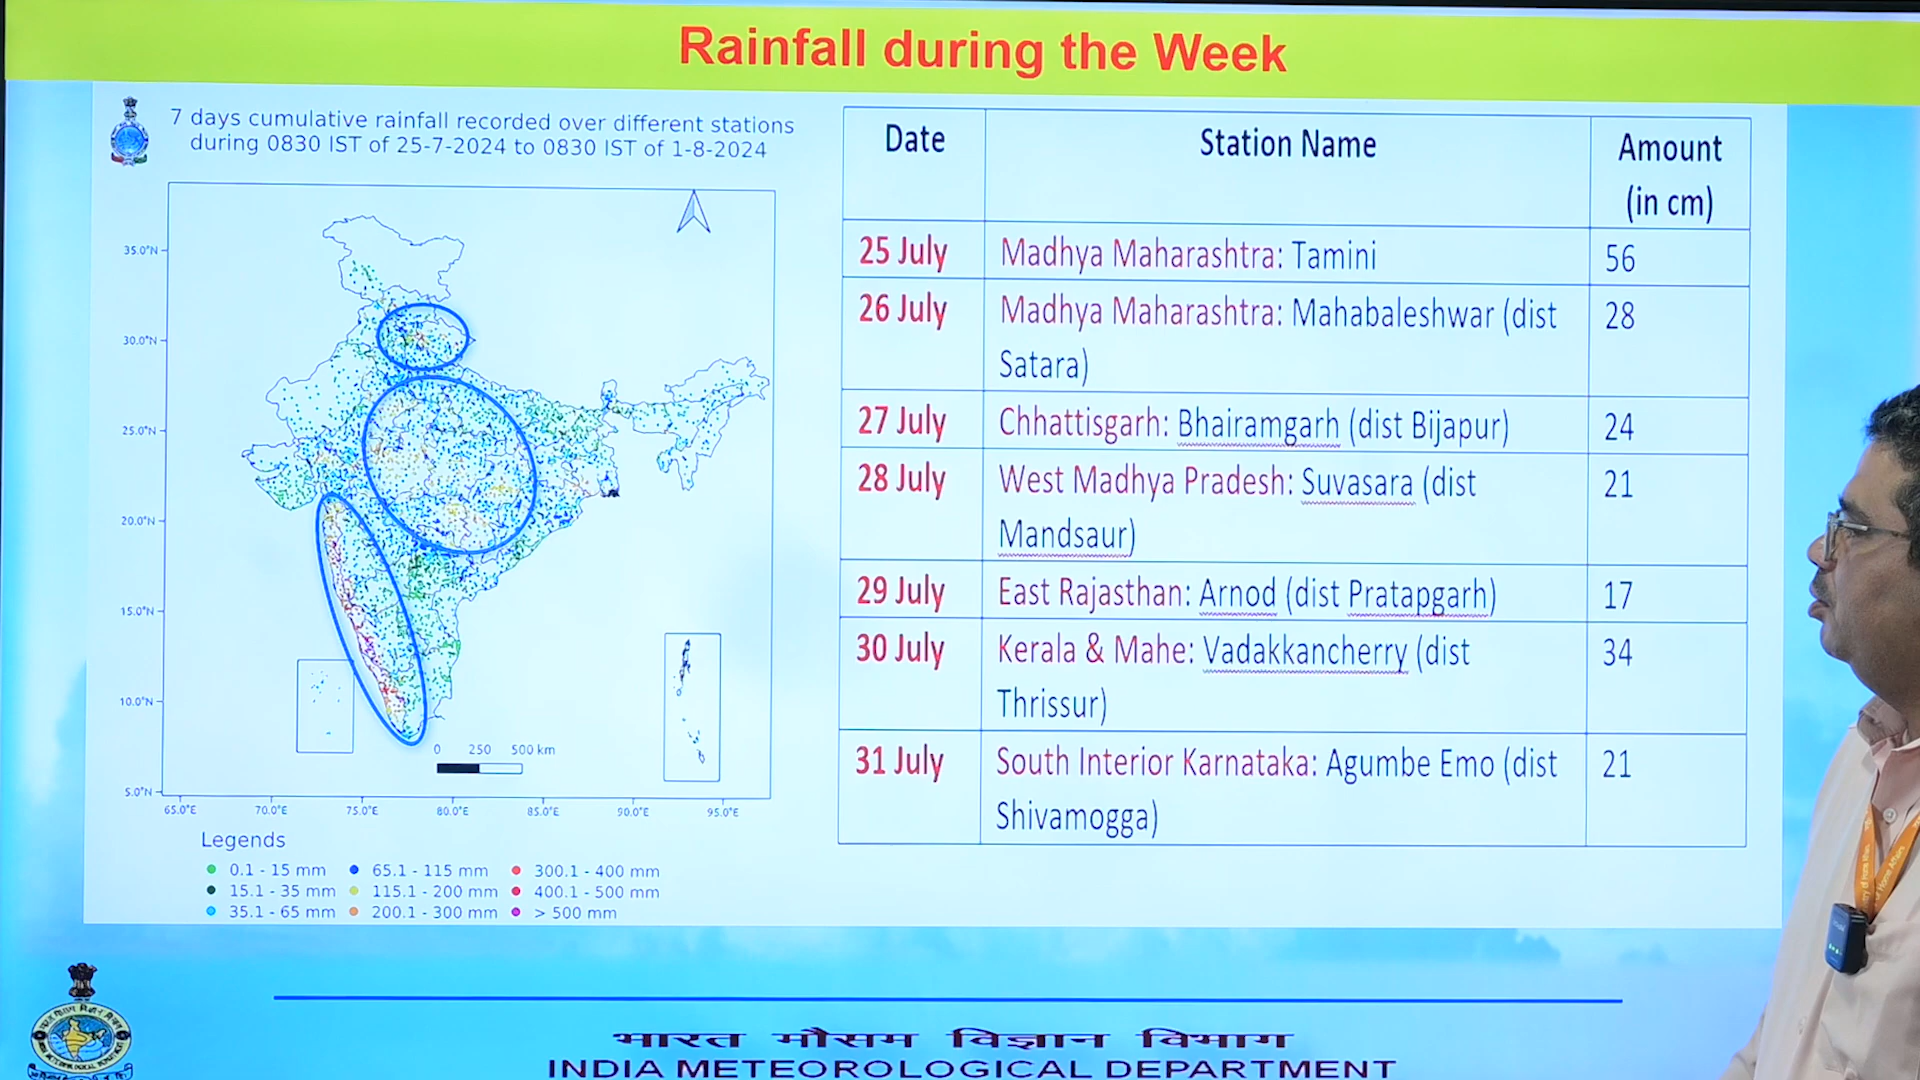 Rainfall during the Week
7 days cumulative rainfall recorded over different stations
during 0830 IST of 25-7-2024 to 0830 IST of 1-8-2024
35.0°N
30.0°N
25.0°N
20.0°N
15.0°N
10.0°N
5.0°N
65.0°E 70.0°E 75.0°E 80.0°E 85.0°E 90.0°E 95.0°E
0 250 500 km
Legends
0.1 - 15 mm 65.1 - 115 mm 300.1 - 400 mm
15.1 - 35 mm 115.1 - 200 mm 400.1 - 500 mm
35.1 - 65 mm 200.1 - 300 mm > 500 mm
Date Station Name Amount
(in cm)
25 July Madhya Maharashtra: Tamini 56
26 July Madhya Maharashtra: Mahabaleshwar (dist 28
Satara)
27 July Chhattisgarh: Bhairamgarh (dist Bijapur) 24
28 July West Madhya Pradesh: Suvasara (dist 21
Mandsaur)
29 July East Rajasthan: Arnod (dist Pratapgarh) 17
30 July Kerala & Mahe: Vadakkancherry (dist 34
Thrissur)
31 July South Interior Karnataka: Agumbe Emo (dist 21
Shivamogga)
भारत मौसम विज्ञान विभाग
INDIA METEOROLOGICAL DEPARTMENT